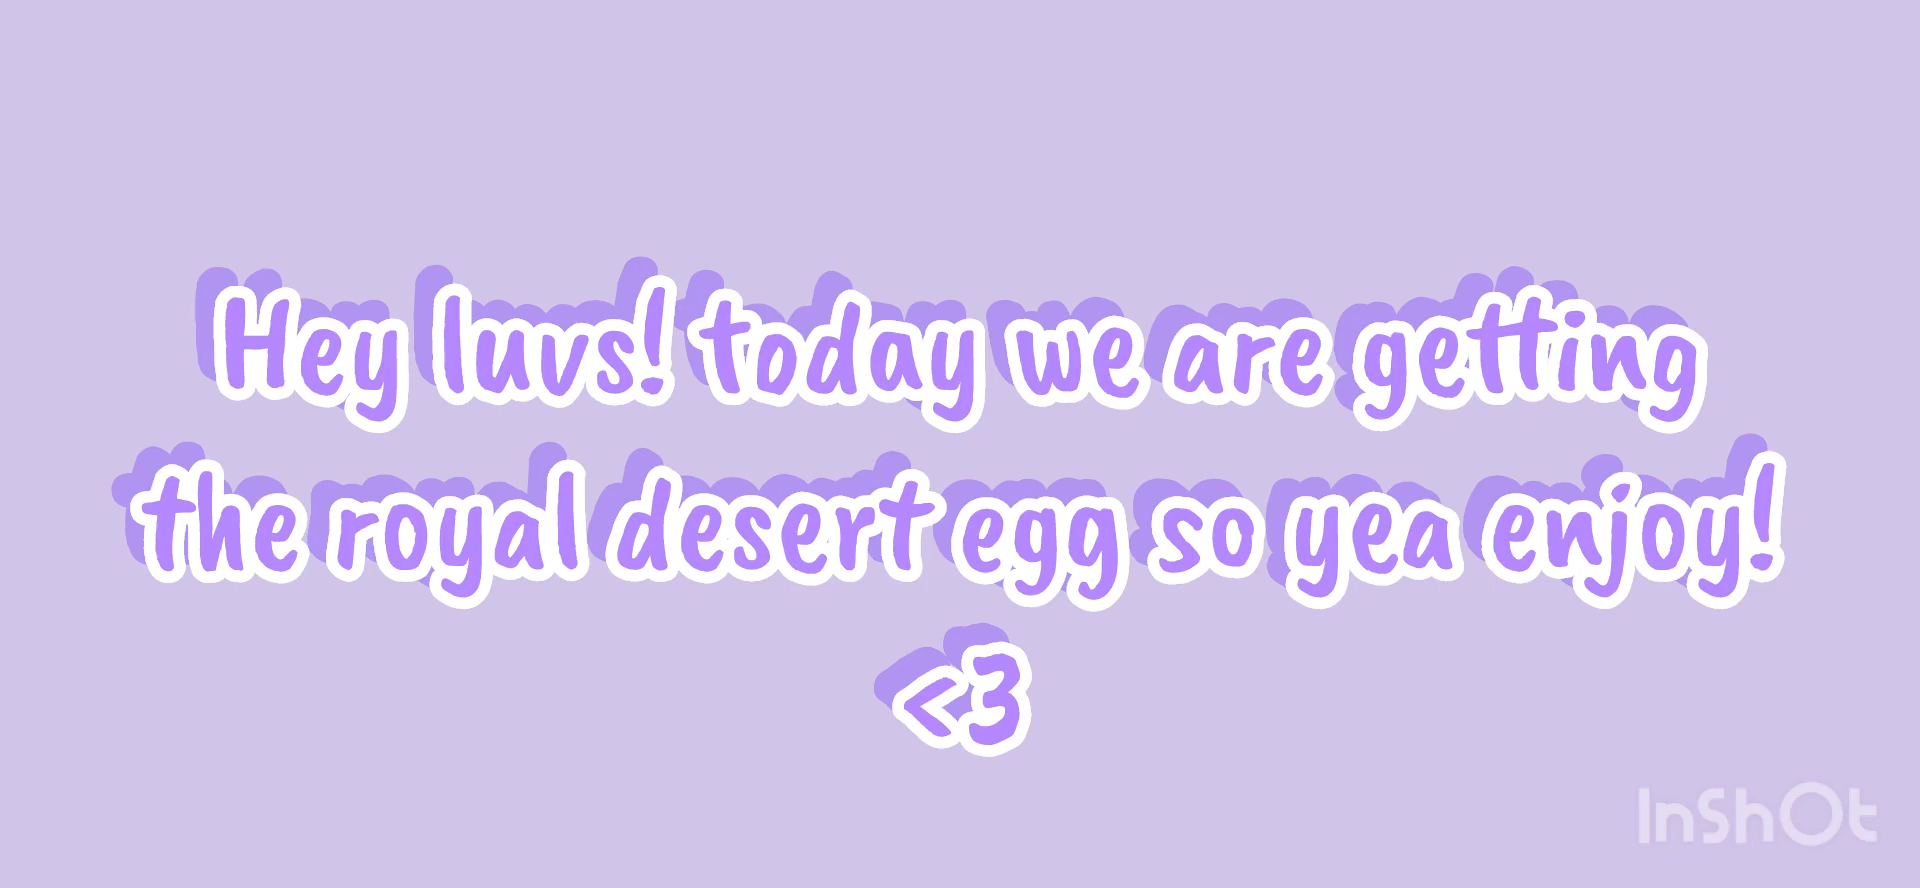 Hey luvs! today we are getting
the royal desert egg so yea enjoy!
<3
InShOt